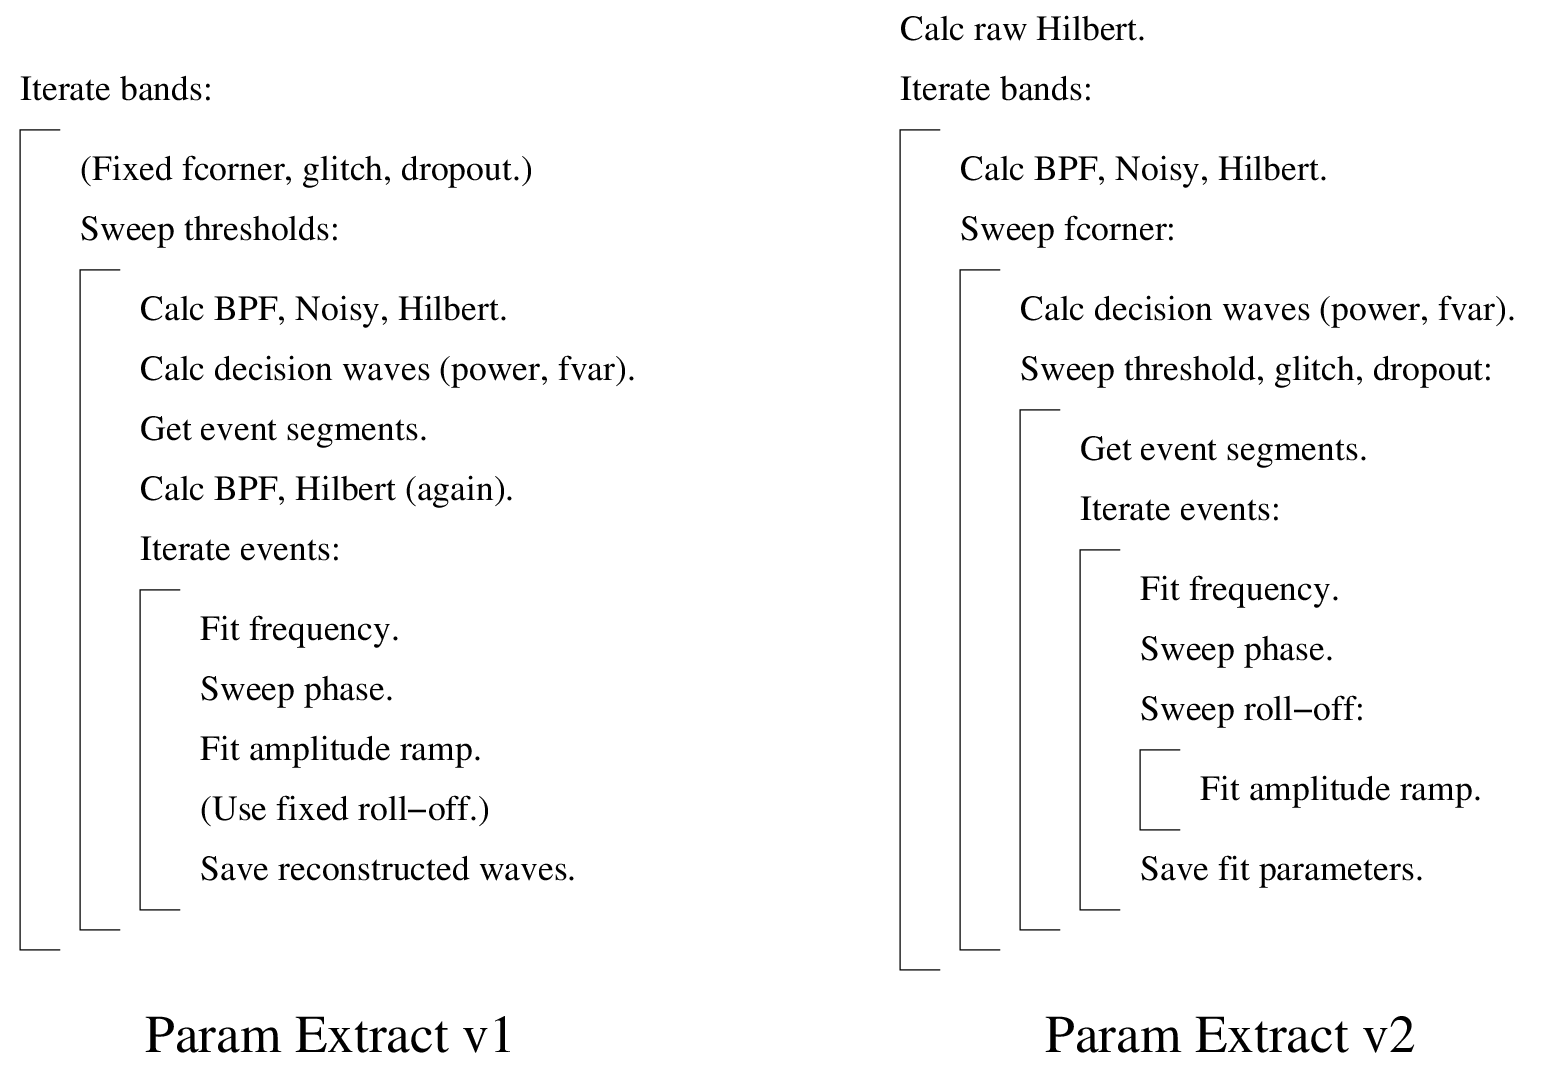 Iterate bands:
(Fixed fcorner, glitch, dropout.)
Sweep thresholds:
Calc BPF, Noisy, Hilbert.
Calc decision waves (power, fvar).
Get event segments.
Calc BPF, Hilbert (again).
Iterate events:
Fit frequency.
Sweep phase.
Fit amplitude ramp.
(Use fixed roll−off.)
Save reconstructed waves.
Param Extract v1
Calc raw Hilbert.
Iterate bands:
Calc BPF, Noisy, Hilbert.
Sweep fcorner:
Calc decision waves (power, fvar).
Sweep threshold, glitch, dropout:
Get event segments.
Iterate events:
Fit frequency.
Sweep phase.
Sweep roll−off:
Fit amplitude ramp.
Save fit parameters.
Param Extract v2